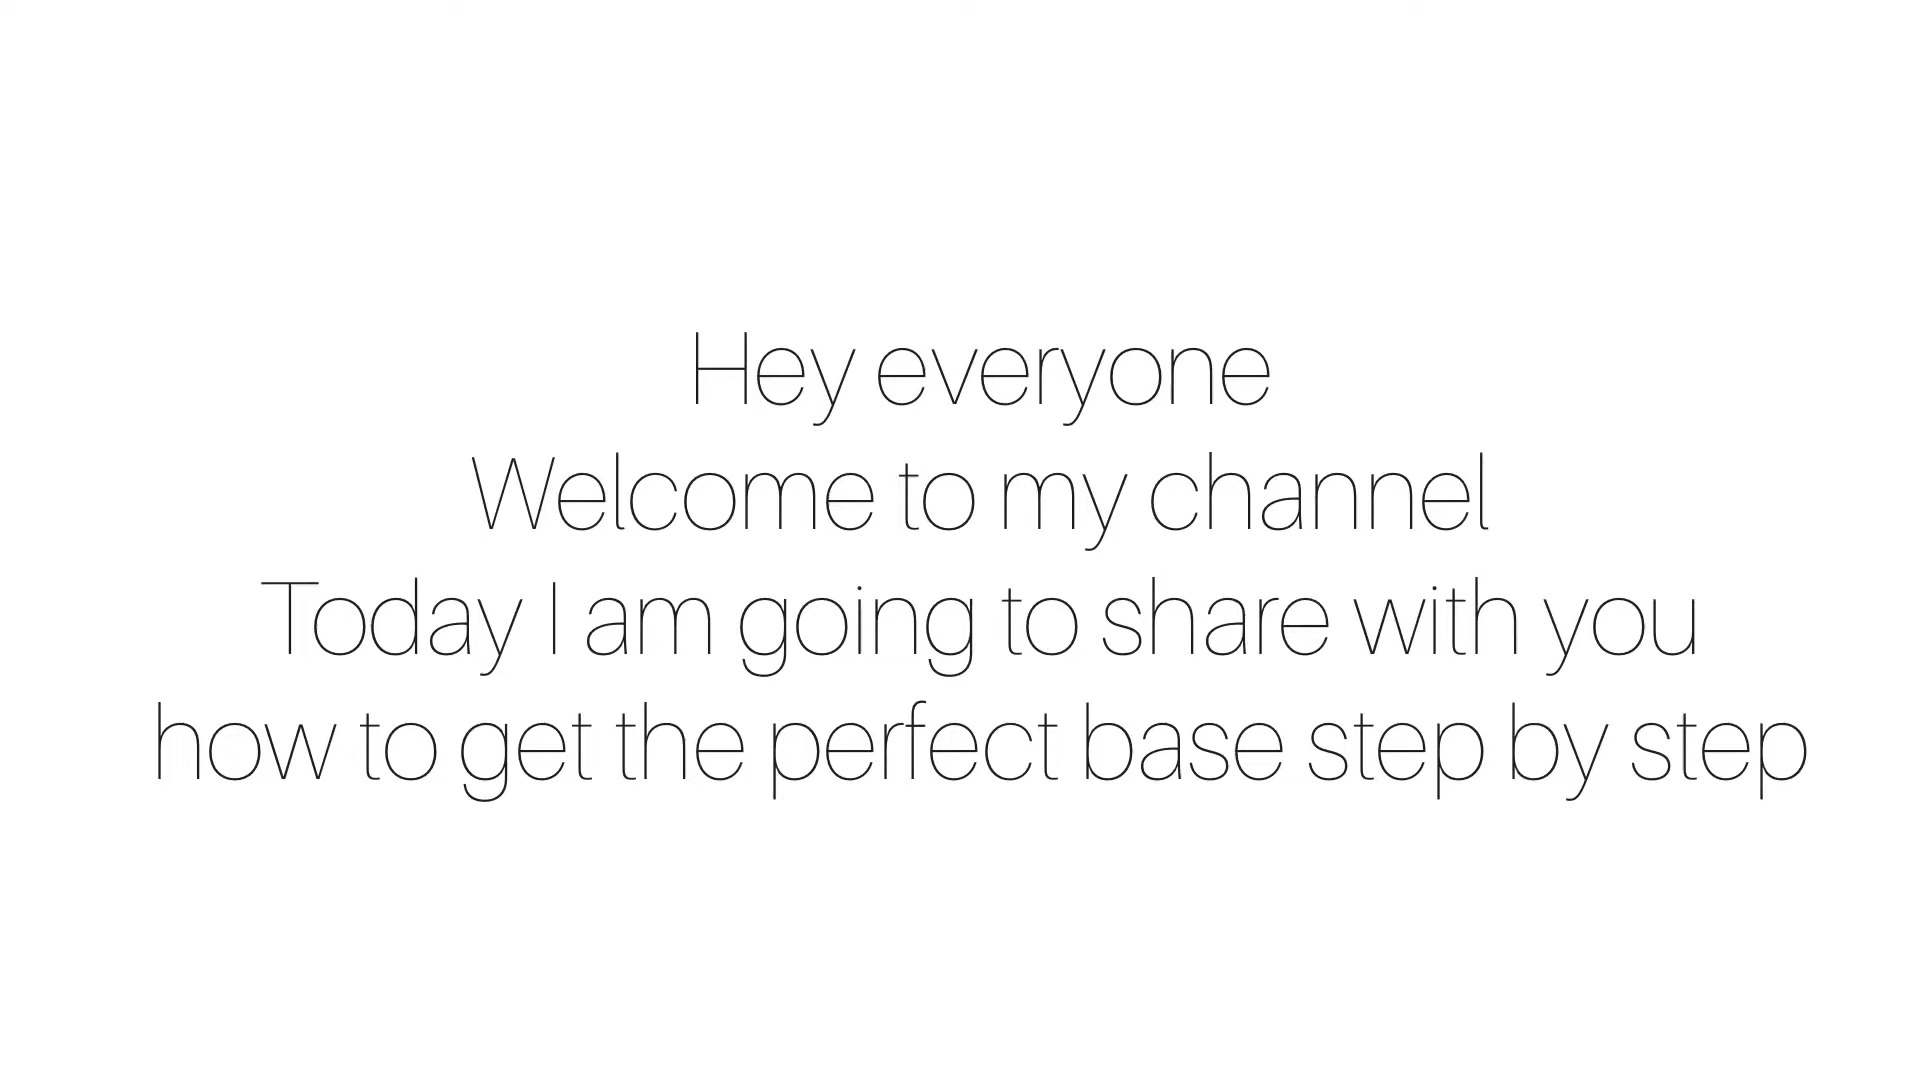 Hey everyone
Welcome to my channel
Today I am going to share with you
how to get the perfect base step by step